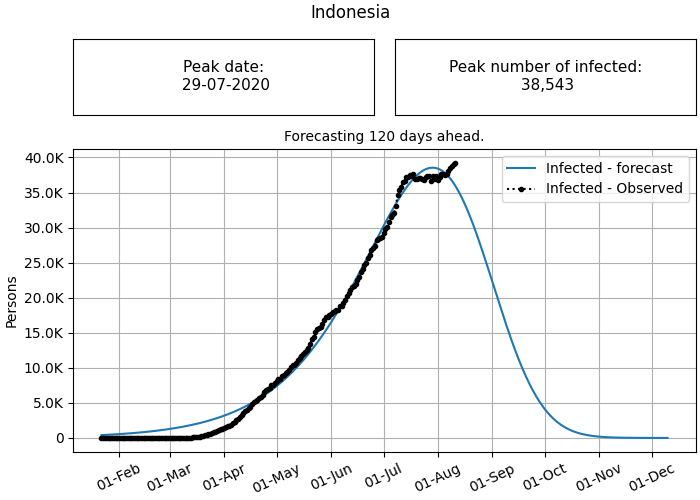 Indonesia
Peak date:
29-07-2020
Peak number of infected:
38,543
Forecasting 120 days ahead.
40.0K
35.0K
30.0K
25.0K
20.0K
15.0K
10.0K
5.0K
0
Persons
Infected - forecast
Infected - Observed
01-Feb
01-Mar
01-Apr
01-May
01-Jun
01-Jul
01-Aug
01-Sep
01-Oct
01-Nov
01-Dec